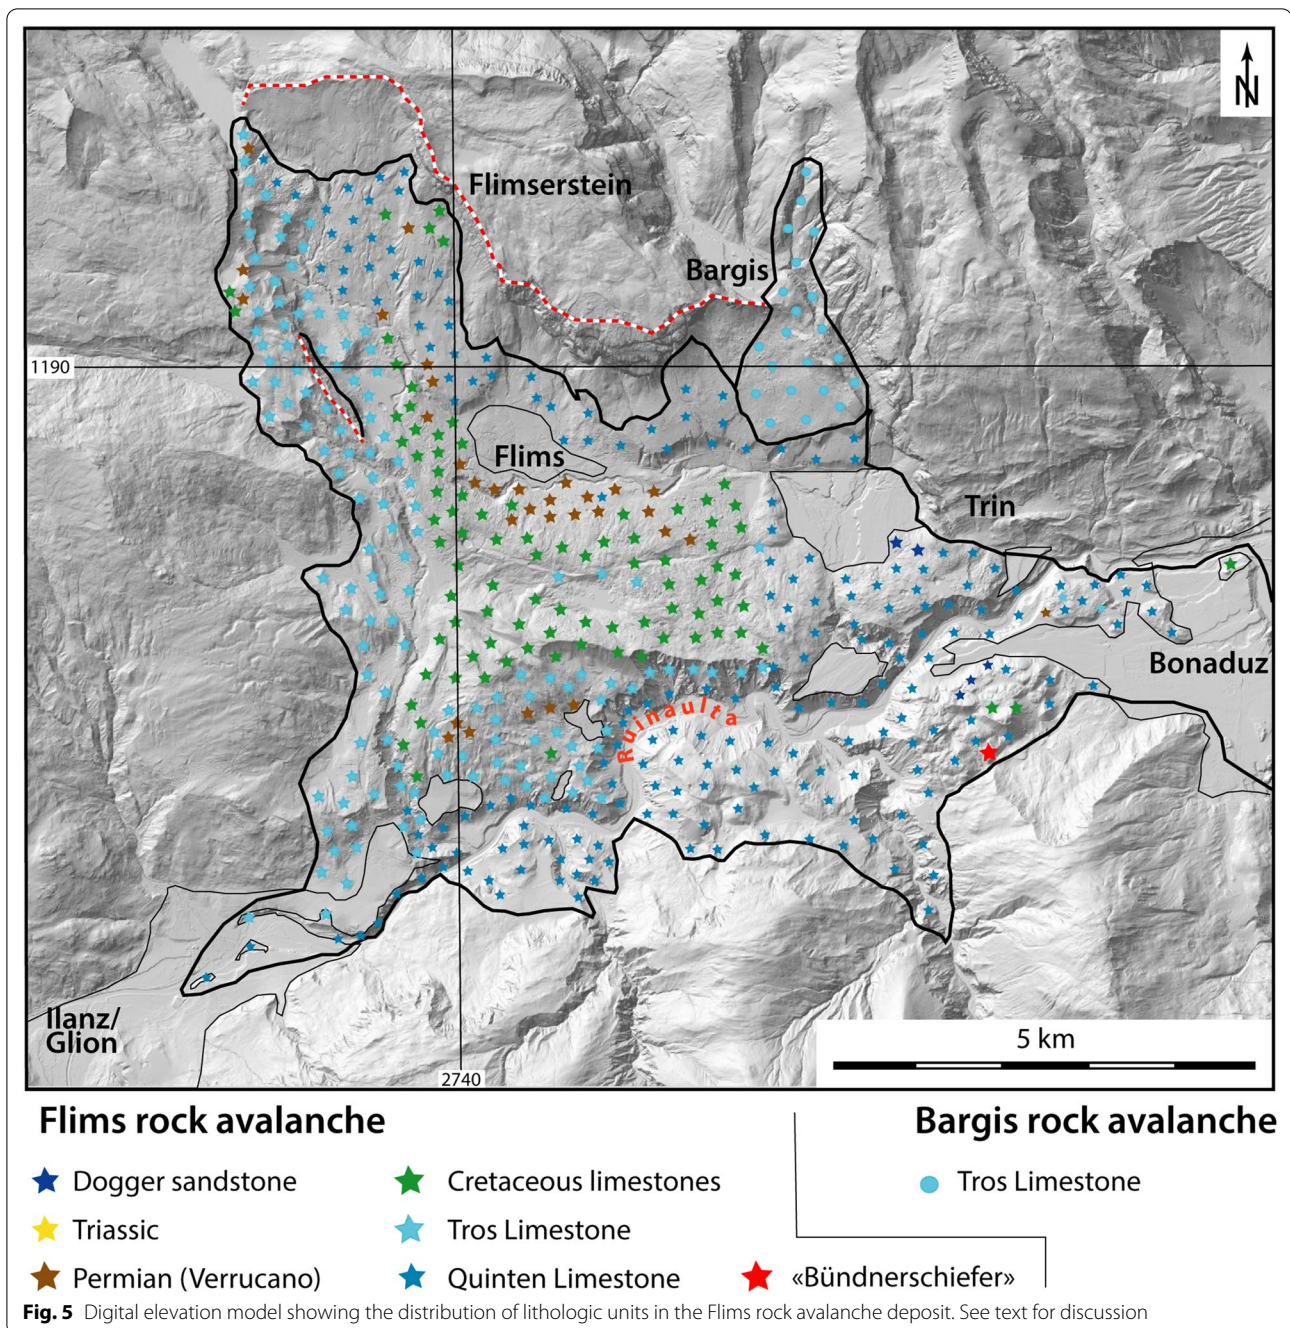 N
Flimserstein
Bargis
1190
Flims
Trin
Bonaduz
Ruinaulta
Ilanz/
Glion
5 km
2740
Flims rock avalanche
Bargis rock avalanche
Dogger sandstone
Cretaceous limestones
Tros Limestone
Triassic
Tros Limestone
Permian (Verrucano)
Quinten Limestone
«Bündnerschiefer»
Fig. 5 Digital elevation model showing the distribution of lithologic units in the Flims rock avalanche deposit. See text for discussion